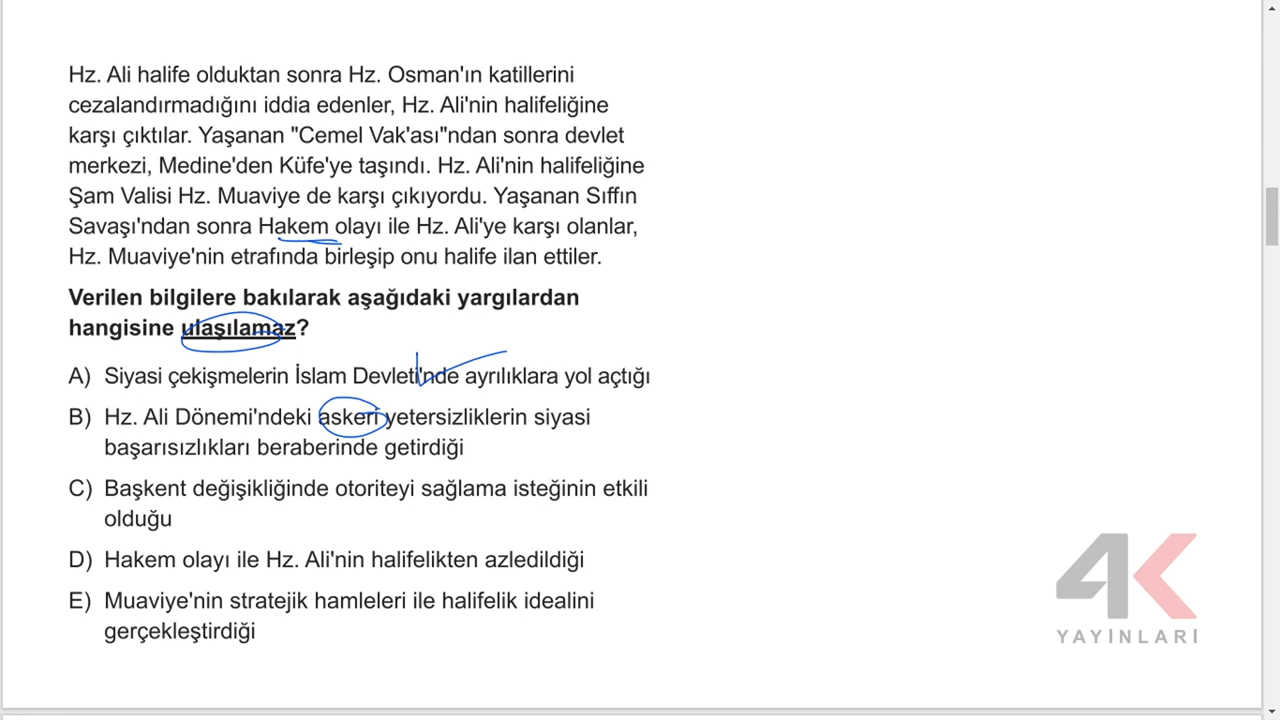 Hz. Ali halife olduktan sonra Hz. Osman'ın katillerini
cezalandırmadığını iddia edenler, Hz. Ali'nin halifeliğine
karşı çıktılar. Yaşanan "Cemel Vak'ası"ndan sonra devlet
merkezi, Medine'den Küfe'ye taşındı. Hz. Ali'nin halifeliğine
Şam Valisi Hz. Muaviye de karşı çıkıyordu. Yaşanan Sıffın
Savaşı'ndan sonra Hakem olayı ile Hz. Ali'ye karşı olanlar,
Hz. Muaviye'nin etrafında birleşip onu halife ilan ettiler.
Verilen bilgilere bakılarak aşağıdaki yargılardan
hangisine ulaşılamaz?
A) Siyasi çekişmelerin İslam Devleti'nde ayrılıklara yol açtığı
B) Hz. Ali Dönemi'ndeki askeri yetersizliklerin siyasi
başarısızlıkları beraberinde getirdiği
C) Başkent değişikliğinde otoriteyi sağlama isteğinin etkili
olduğu
D) Hakem olayı ile Hz. Ali'nin halifelikten azledildiği
E) Muaviye'nin stratejik hamleleri ile halifelik idealini
gerçekleştirdiği
4K
YAYINLARI